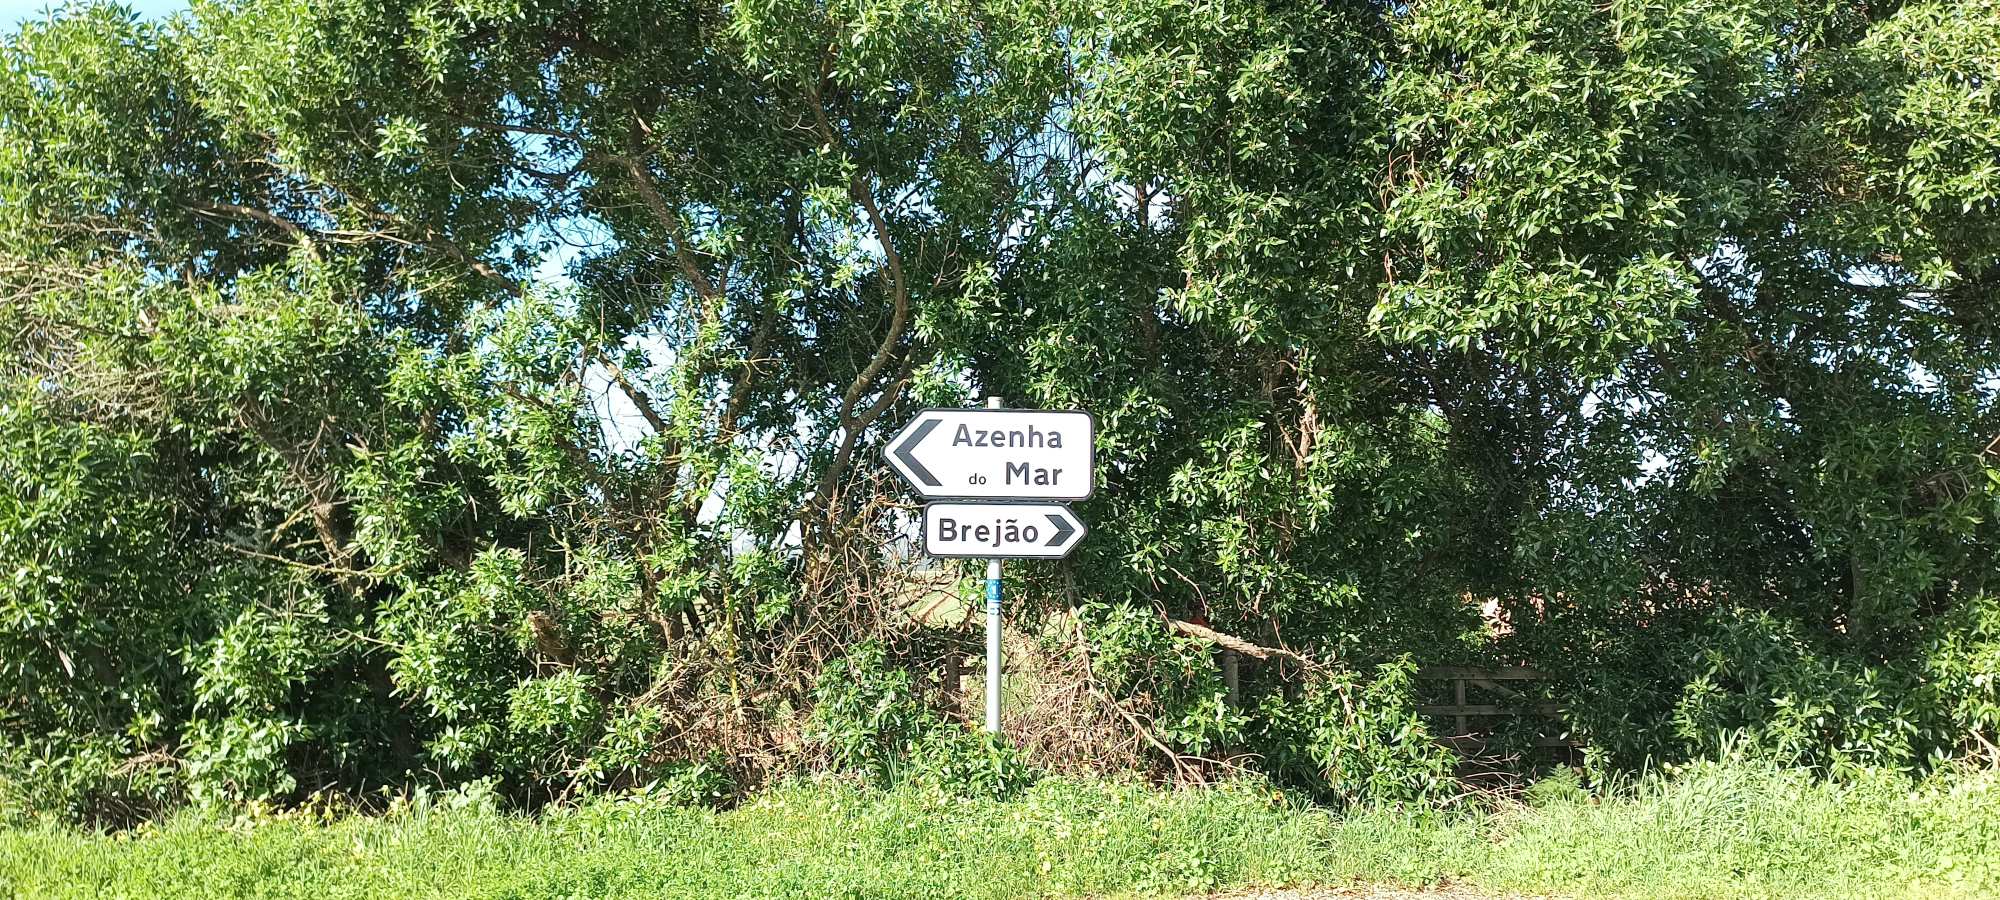 Azenha
do Mar
Brejão